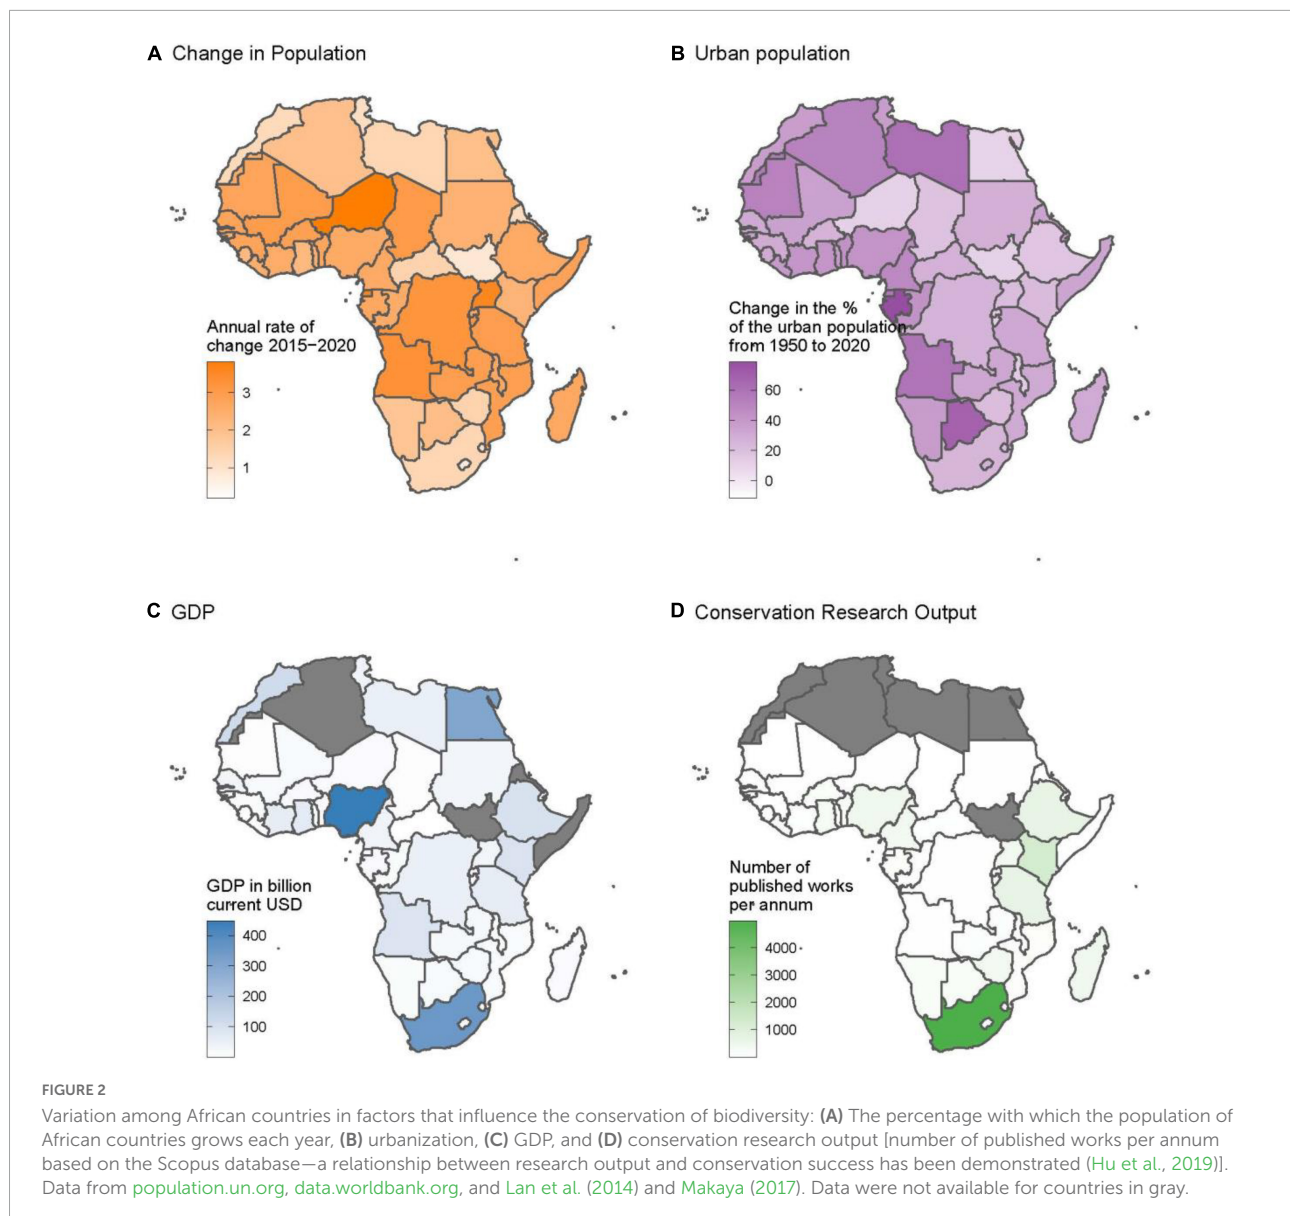 A Change in Population
B Urban population
Annual rate of
change 2015−2020
3
2
1
Change in the %
of the urban population
from 1950 to 2020
60
40
20
0
C GDP
D Conservation Research Output
GDP in billion
current USD
400
300
200
100
Number of
published works
per annum
4000
3000
2000
1000
FIGURE 2
Variation among African countries in factors that influence the conservation of biodiversity: (A) The percentage with which the population of
African countries grows each year, (B) urbanization, (C) GDP, and (D) conservation research output [number of published works per annum
based on the Scopus database—a relationship between research output and conservation success has been demonstrated (Hu et al., 2019)].
Data from population.un.org, data.worldbank.org, and Lan et al. (2014) and Makaya (2017). Data were not available for countries in gray.